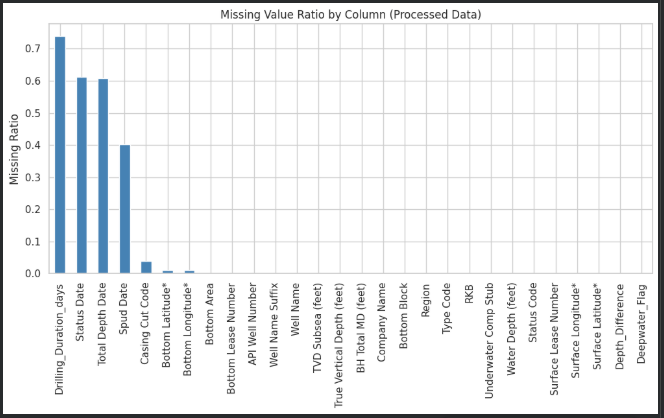 Missing Value Ratio by Column (Processed Data)
Missing Ratio
0.7
0.6
0.5
0.4
0.3
0.2
0.1
0.0
Drilling_Duration_days
Status Date
Total Depth Date
Spud Date
Casing Cut Code
Bottom Latitude*
Bottom Longitude*
Bottom Area
Bottom Lease Number
API Well Number
Well Name Suffix
Well Name
TVD Subsea (feet)
True Vertical Depth (feet)
BH Total MD (feet)
Company Name
Bottom Block
Region
Type Code
RKB
Underwater Comp Stub
Water Depth (feet)
Status Code
Surface Lease Number
Surface Longitude*
Surface Latitude*
Depth_Difference
Deepwater_Flag